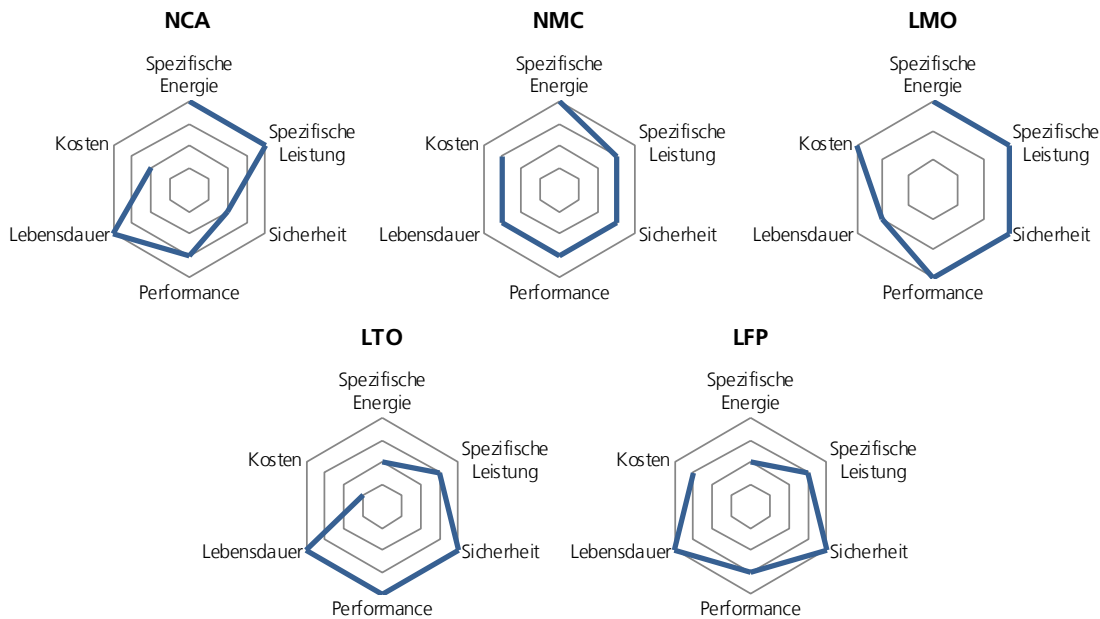 NCA
Spezifische
Energie
Spezifische
Leistung
Sicherheit
Performance
Lebensdauer
Kosten
NMC
Spezifische
Energie
Spezifische
Leistung
Sicherheit
Performance
Lebensdauer
Kosten
LMO
Spezifische
Energie
Spezifische
Leistung
Sicherheit
Performance
Lebensdauer
Kosten
LTO
Spezifische
Energie
Spezifische
Leistung
Sicherheit
Performance
Lebensdauer
Kosten
LFP
Spezifische
Energie
Spezifische
Leistung
Sicherheit
Performance
Lebensdauer
Kosten